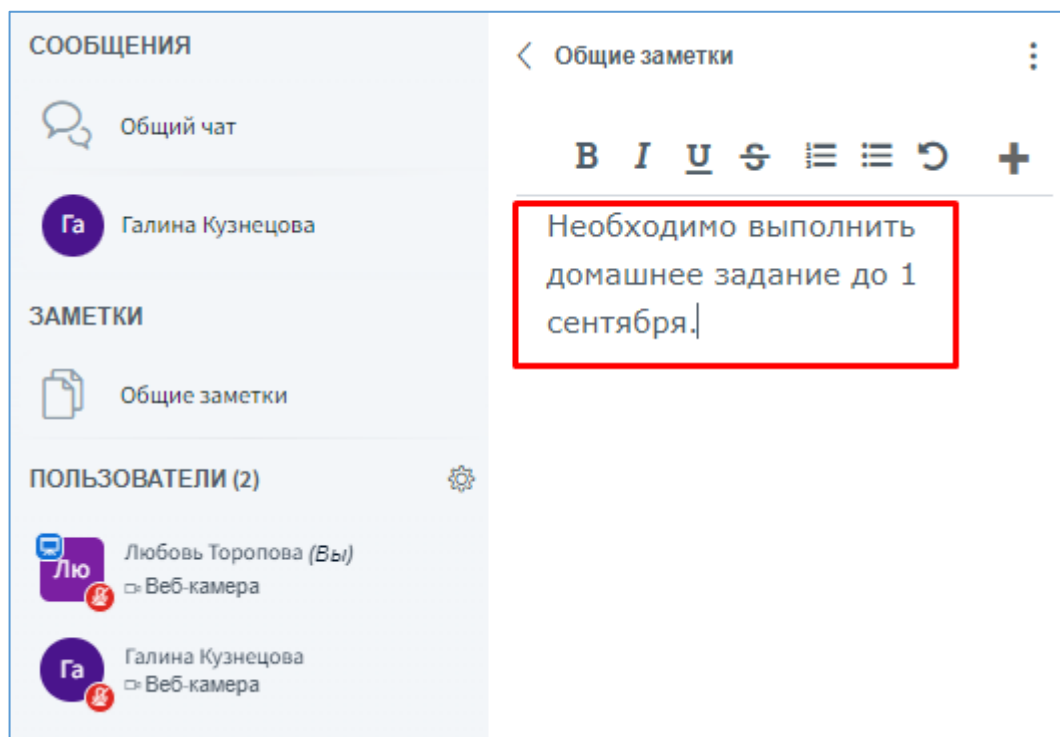 СООБЩЕНИЯ
Общий чат
Га
Галина Кузнецова
ЗАМЕТКИ
Общие заметки
ПОЛЬЗОВАТЕЛИ (2)
Лю
Любовь Торопова (Вы)
Веб-камера
Га
Галина Кузнецова
Веб-камера
Общие заметки
B I U S
Необходимо выполнить
домашнее задание до 1
сентября.